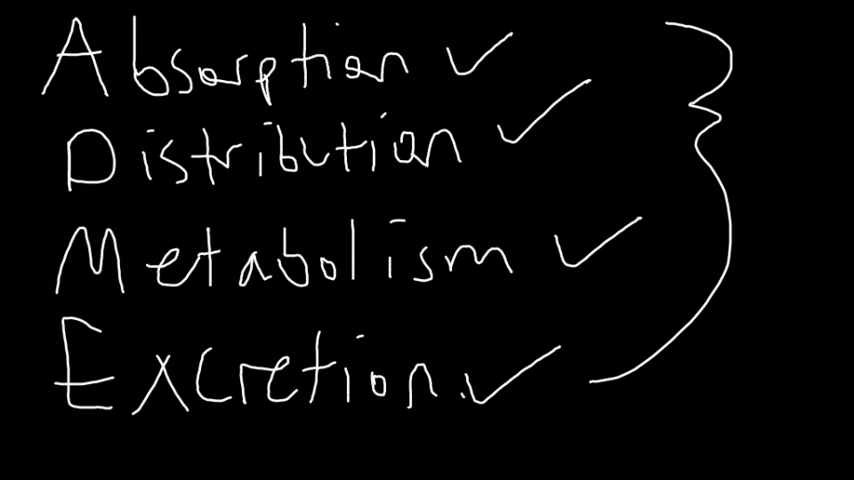 Absorption ✓
Distribution ✓
Metabolism ✓
Excretion. ✓